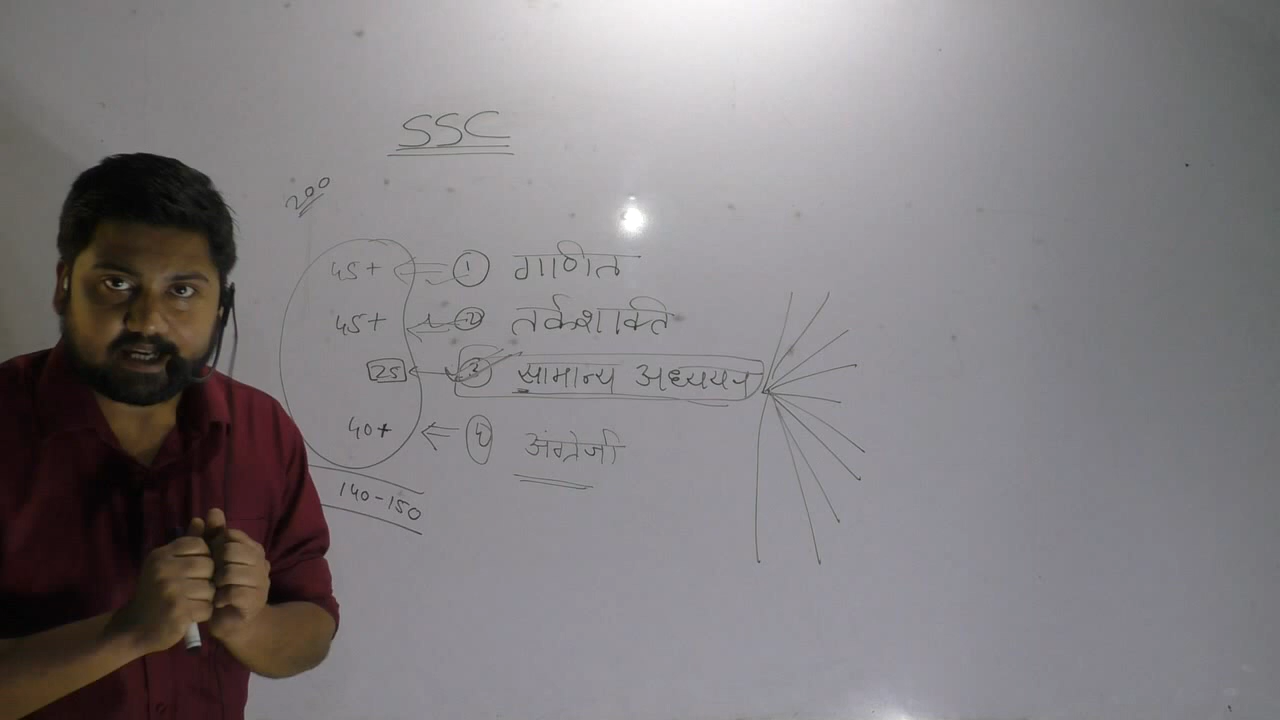 SSC
200
45+ ① गणित
45+ ② तर्कशक्ति
25 ③ सामान्य अध्ययन
40+ ④ अंग्रेजी
140-150